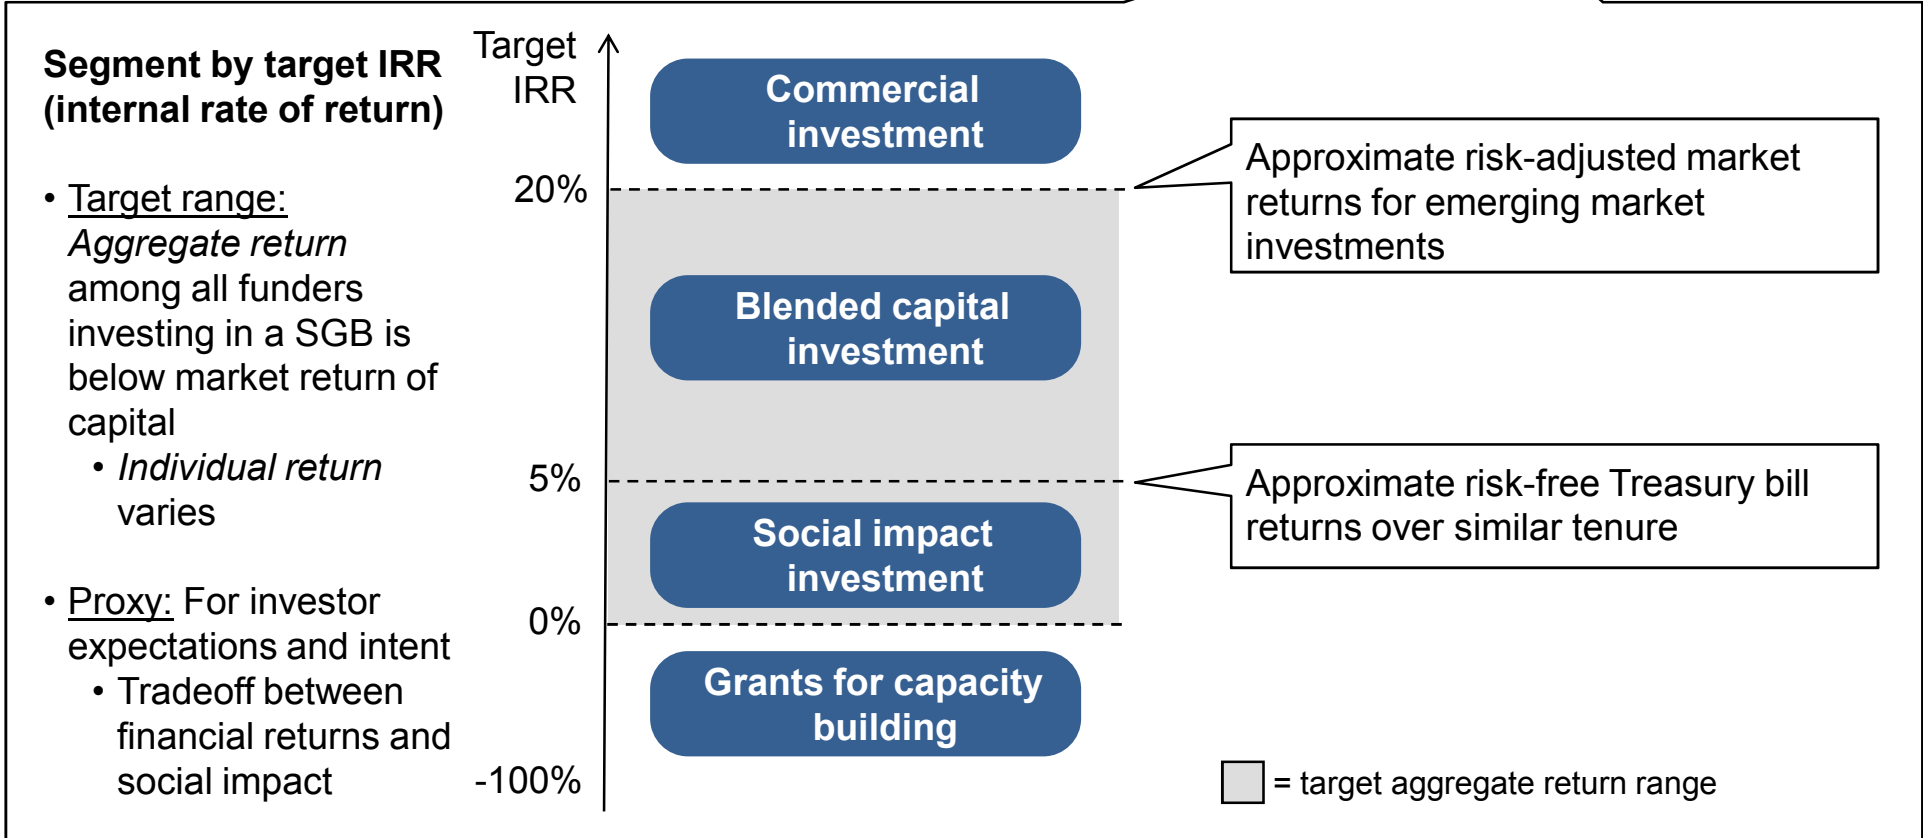 Segment by target IRR
(internal rate of return)
• Target range:
Aggregate return
among all funders
investing in a SGB is
below market return of
capital
• Individual return
varies
• Proxy: For investor
expectations and intent
• Tradeoff between
financial returns and
social impact
Target
IRR
20%
5%
0%
-100%
Commercial
investment
Blended capital
investment
Social impact
investment
Grants for capacity
building
Approximate risk-adjusted market
returns for emerging market
investments
Approximate risk-free Treasury bill
returns over similar tenure
= target aggregate return range